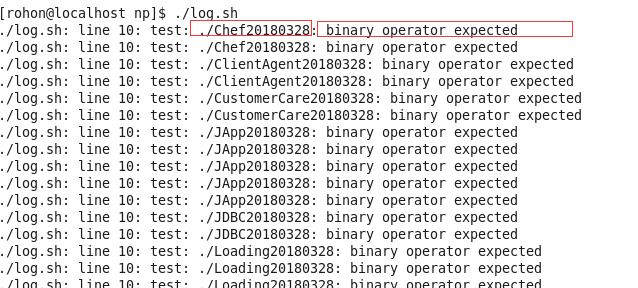 [rohon@localhost np]$ ./log.sh
./log.sh: line 10: test: ./Chef20180328: binary operator expected
./log.sh: line 10: test: ./Chef20180328: binary operator expected
./log.sh: line 10: test: ./ClientAgent20180328: binary operator expected
./log.sh: line 10: test: ./ClientAgent20180328: binary operator expected
./log.sh: line 10: test: ./CustomerCare20180328: binary operator expected
./log.sh: line 10: test: ./CustomerCare20180328: binary operator expected
./log.sh: line 10: test: ./JApp20180328: binary operator expected
./log.sh: line 10: test: ./JApp20180328: binary operator expected
./log.sh: line 10: test: ./JApp20180328: binary operator expected
./log.sh: line 10: test: ./JApp20180328: binary operator expected
./log.sh: line 10: test: ./JApp20180328: binary operator expected
./log.sh: line 10: test: ./JDBC20180328: binary operator expected
./log.sh: line 10: test: ./JDBC20180328: binary operator expected
./log.sh: line 10: test: ./Loading20180328: binary operator expected
./log.sh: line 10: test: ./Loading20180328: binary operator expected
./log.sh: line 10: test: ./Loading20180328: binary operator expected